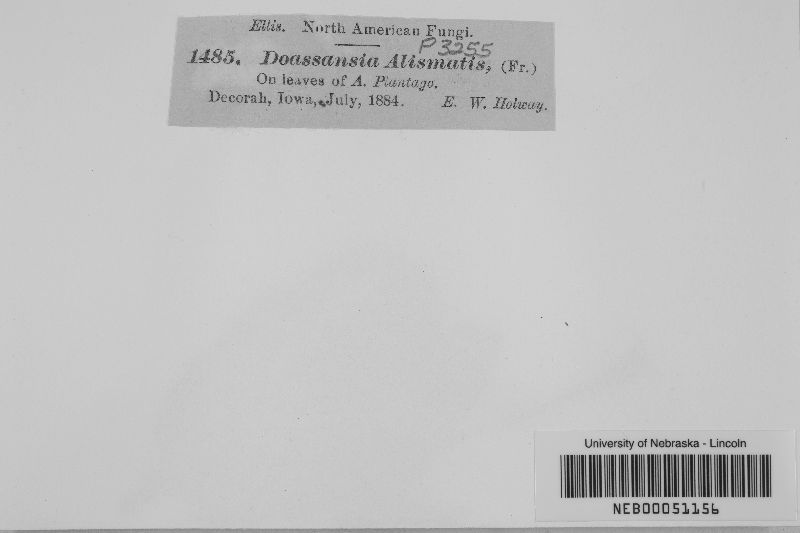 Ellis. North American Fungi.
P3255
1485. Doassansia Alismatis, (Fr.)
On leaves of A. Plantago.
Decorah, Iowa, July, 1884. E. W. Holway.
University of Nebraska - Lincoln
NEB00051156